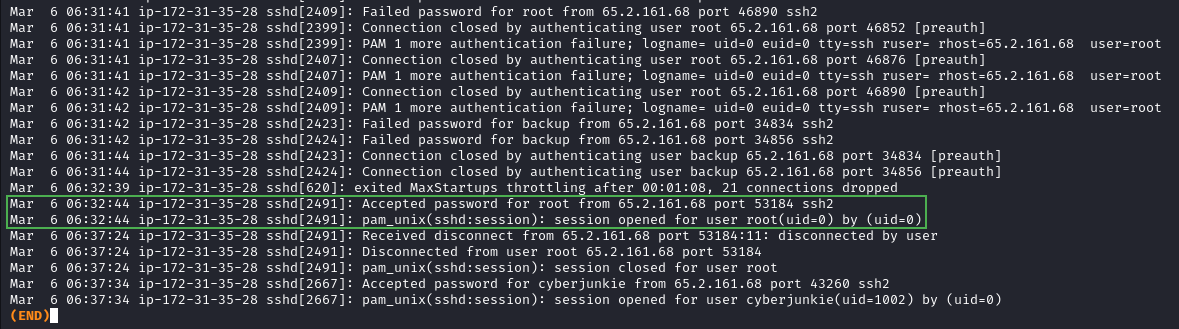 Mar  6 06:31:41 ip-172-31-35-28 sshd[2409]: Failed password for root from 65.2.161.68 port 46890 ssh2
Mar  6 06:31:41 ip-172-31-35-28 sshd[2399]: Connection closed by authenticating user root 65.2.161.68 port 46852 [preauth]
Mar  6 06:31:41 ip-172-31-35-28 sshd[2399]: PAM 1 more authentication failure; logname= uid=0 euid=0 tty=ssh ruser= rhost=65.2.161.68  user=root
Mar  6 06:31:41 ip-172-31-35-28 sshd[2407]: Connection closed by authenticating user root 65.2.161.68 port 46876 [preauth]
Mar  6 06:31:41 ip-172-31-35-28 sshd[2407]: PAM 1 more authentication failure; logname= uid=0 euid=0 tty=ssh ruser= rhost=65.2.161.68  user=root
Mar  6 06:31:42 ip-172-31-35-28 sshd[2409]: Connection closed by authenticating user root 65.2.161.68 port 46890 [preauth]
Mar  6 06:31:42 ip-172-31-35-28 sshd[2409]: PAM 1 more authentication failure; logname= uid=0 euid=0 tty=ssh ruser= rhost=65.2.161.68  user=root
Mar  6 06:31:42 ip-172-31-35-28 sshd[2423]: Failed password for backup from 65.2.161.68 port 34834 ssh2
Mar  6 06:31:42 ip-172-31-35-28 sshd[2424]: Failed password for backup from 65.2.161.68 port 34856 ssh2
Mar  6 06:31:44 ip-172-31-35-28 sshd[2423]: Connection closed by authenticating user backup 65.2.161.68 port 34834 [preauth]
Mar  6 06:31:44 ip-172-31-35-28 sshd[2424]: Connection closed by authenticating user backup 65.2.161.68 port 34856 [preauth]
Mar  6 06:32:39 ip-172-31-35-28 sshd[620]: exited MaxStartups throttling after 00:01:08, 21 connections dropped
Mar  6 06:32:44 ip-172-31-35-28 sshd[2491]: Accepted password for root from 65.2.161.68 port 53184 ssh2
Mar  6 06:32:44 ip-172-31-35-28 sshd[2491]: pam_unix(sshd:session): session opened for user root(uid=0) by (uid=0)
Mar  6 06:37:24 ip-172-31-35-28 sshd[2491]: Received disconnect from 65.2.161.68 port 53184:11: disconnected by user
Mar  6 06:37:24 ip-172-31-35-28 sshd[2491]: Disconnected from user root 65.2.161.68 port 53184
Mar  6 06:37:24 ip-172-31-35-28 sshd[2491]: pam_unix(sshd:session): session closed for user root
Mar  6 06:37:34 ip-172-31-35-28 sshd[2667]: Accepted password for cyberjunkie from 65.2.161.68 port 43260 ssh2
Mar  6 06:37:34 ip-172-31-35-28 sshd[2667]: pam_unix(sshd:session): session opened for user cyberjunkie(uid=1002) by (uid=0)
(END)